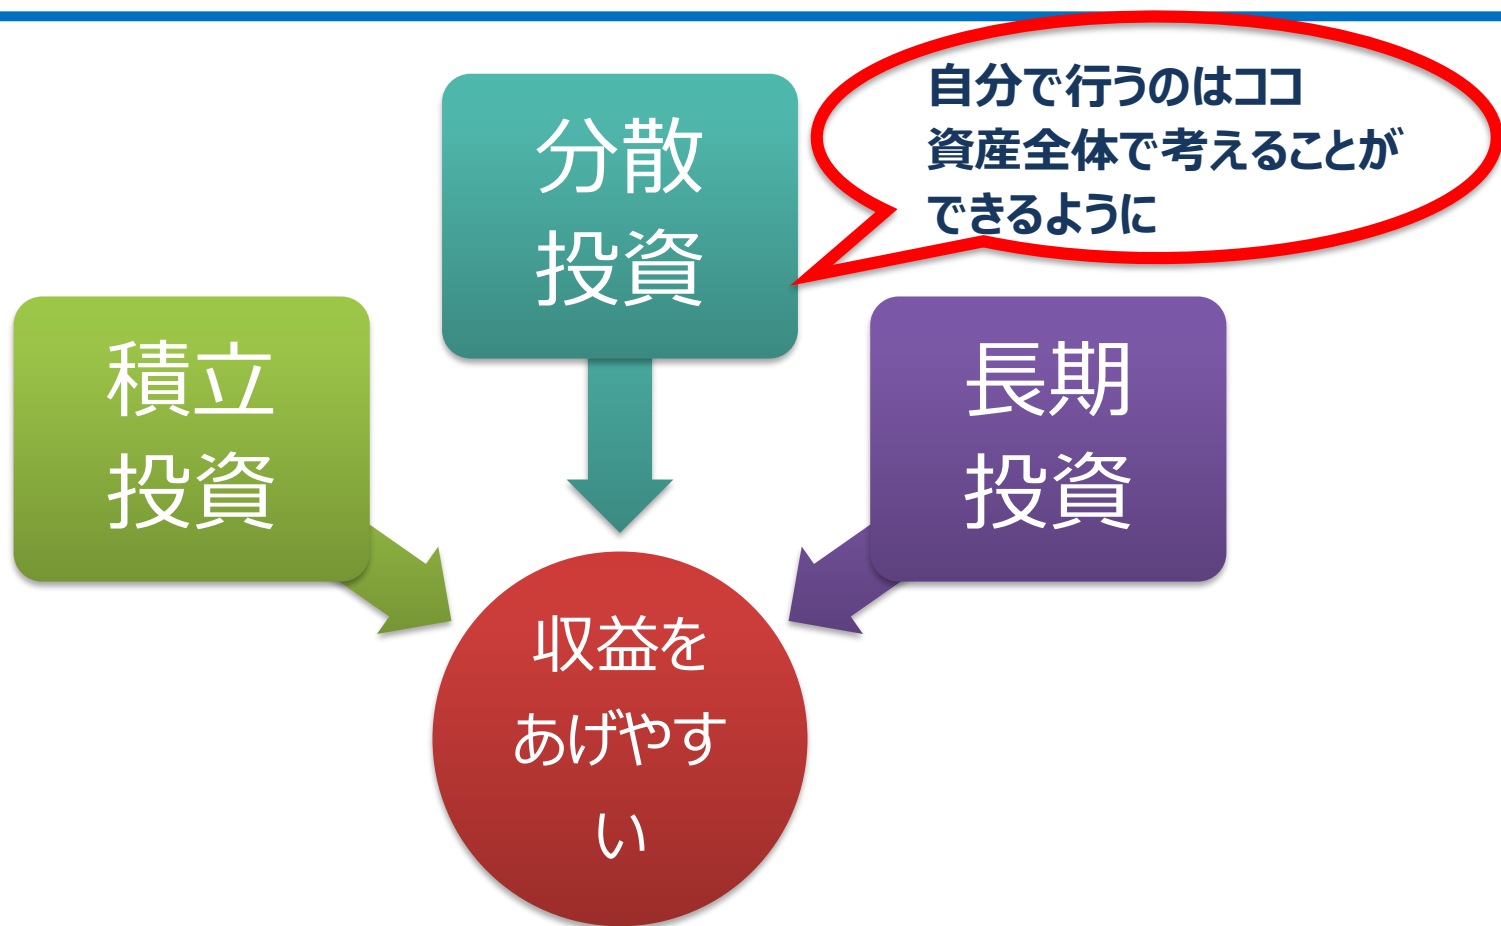 自分で行うのはココ
資産全体で考えることが
できるように
分散
投資
積立
投資
長期
投資
収益を
あげやす
い